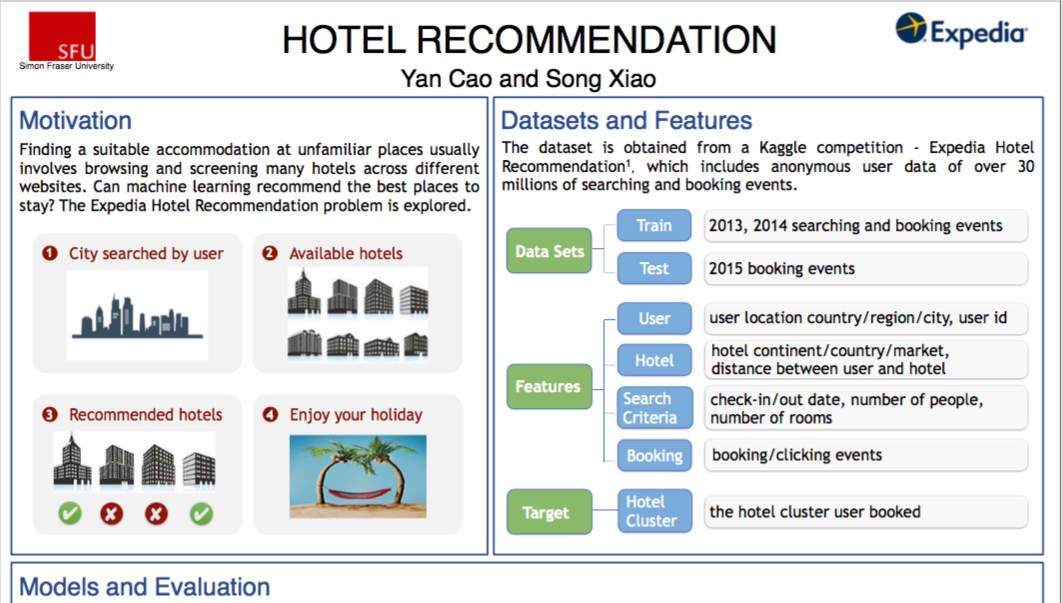 SFU
Simon Fraser University
HOTEL RECOMMENDATION
Expedia
Yan Cao and Song Xiao
Motivation
Finding a suitable accommodation at unfamiliar places usually
involves browsing and screening many hotels across different
websites. Can machine learning recommend the best places to
stay? The Expedia Hotel Recommendation problem is explored.
1 City searched by user
2 Available hotels
3 Recommended hotels
4 Enjoy your holiday
Datasets and Features
The dataset is obtained from a Kaggle competition - Expedia Hotel
Recommendation¹, which includes anonymous user data of over 30
millions of searching and booking events.
Data Sets
Train
2013, 2014 searching and booking events
Test
2015 booking events
Features
User
user location country/region/city, user id
Hotel
hotel continent/country/market,
distance between user and hotel
Search
Criteria
check-in/out date, number of people,
number of rooms
Booking
booking/clicking events
Target
Hotel
Cluster
the hotel cluster user booked
Models and Evaluation